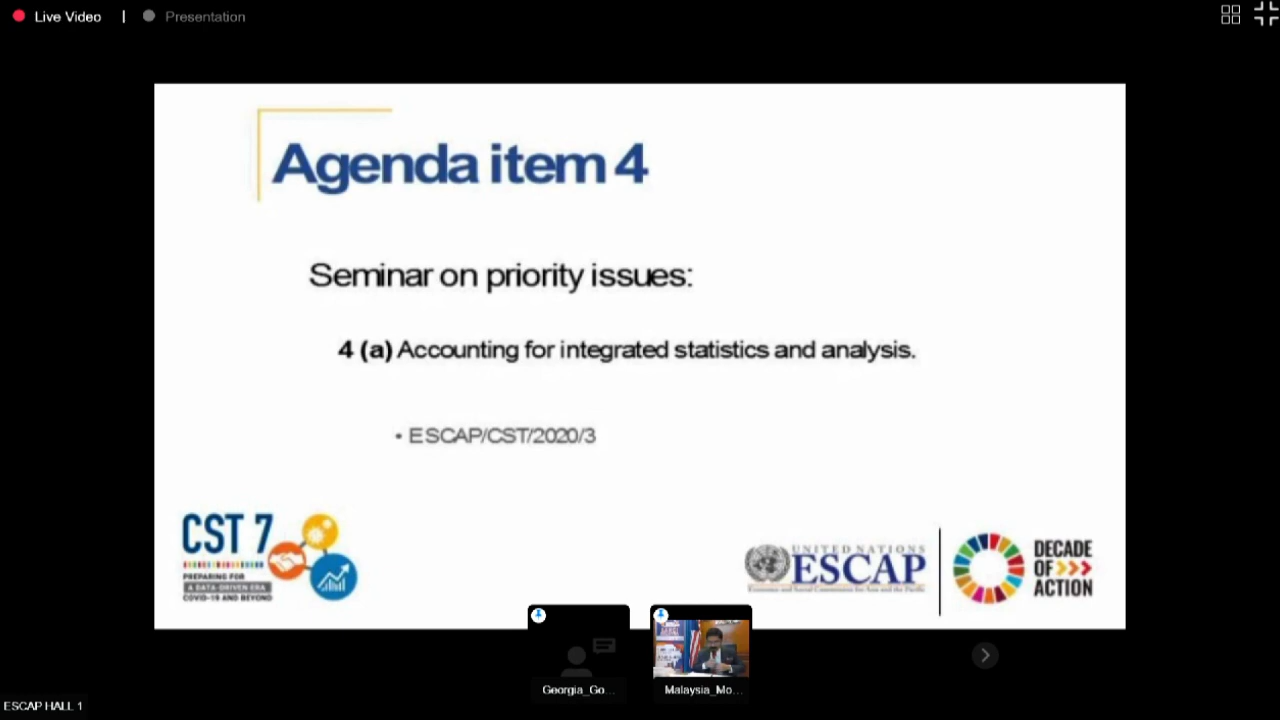 Live Video | Presentation
Agenda item 4
Seminar on priority issues:
4 (a) Accounting for integrated statistics and analysis.
• ESCAP/CST/2020/3
CST 7
PREPARING FOR
A DATA-DRIVEN ERA
COVID-19 AND BEYOND
UNITED NATIONS
ESCAP
Economic and Social Commission for Asia and the Pacific
DECADE
OF >>>
ACTION
Georgia_Go...
Malaysia_Mo...
ESCAP HALL 1